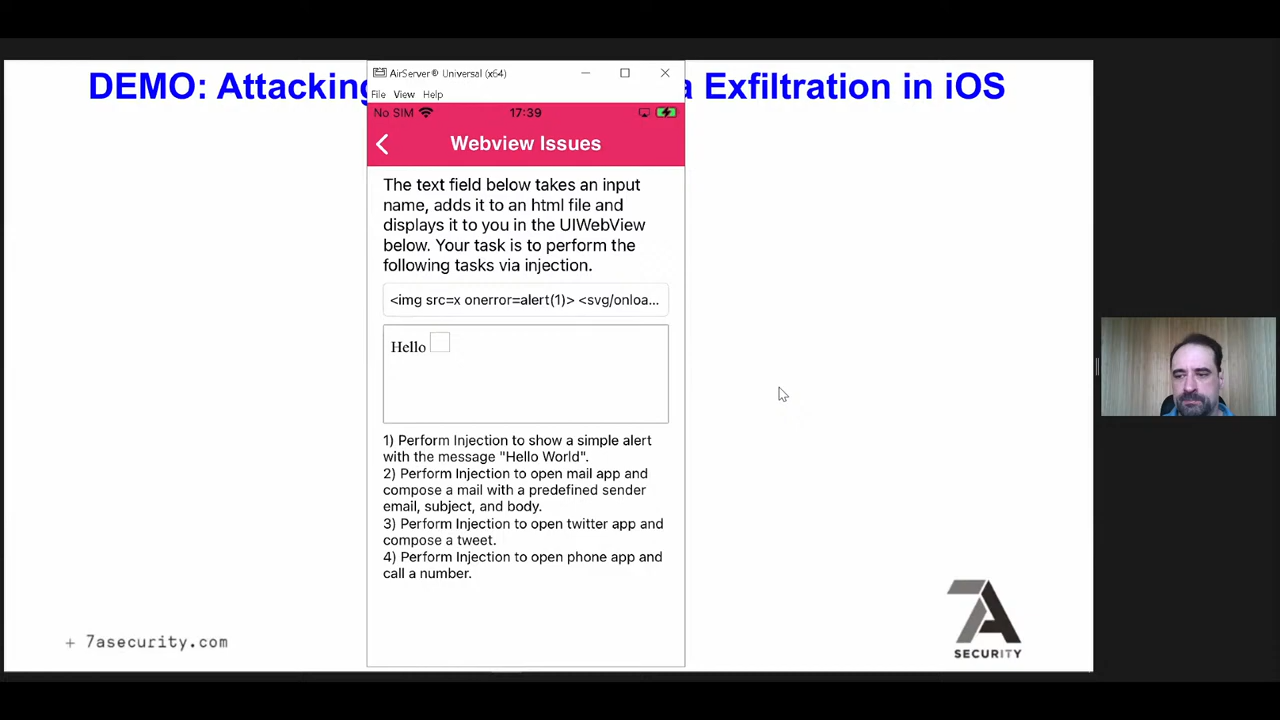 DEMO: Attacking
a Exfiltration in iOS
AirServer® Universal (x64)
File View Help
No SIM 17:39
Webview Issues
The text field below takes an input
name, adds it to an html file and
displays it to you in the UIWebView
below. Your task is to perform the
following tasks via injection.
<img src=x onerror=alert(1)> <svg/onloa...
Hello
1) Perform Injection to show a simple alert
with the message "Hello World".
2) Perform Injection to open mail app and
compose a mail with a predefined sender
email, subject, and body.
3) Perform Injection to open twitter app and
compose a tweet.
4) Perform Injection to open phone app and
call a number.
+ 7asecurity.com
7A
SECURITY